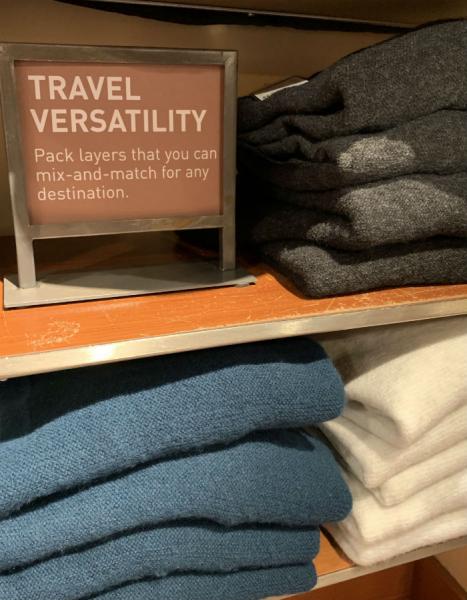 TRAVEL
VERSATILITY
Pack layers that you can
mix-and-match for any
destination.